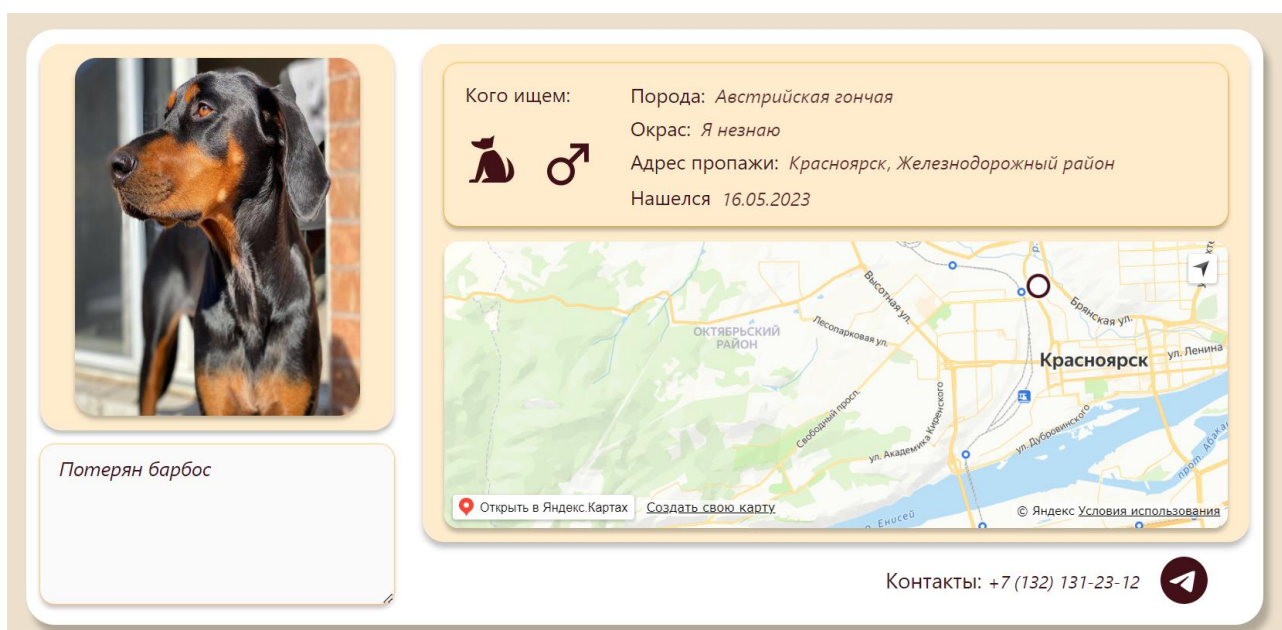 Кого ищем:
Порода: Австрийская гончая
Окрас: Я незнаю
Адрес пропажи: Красноярск, Железнодорожный район
Нашелся 16.05.2023
Высотная ул.
Брянская ул.
ОКТЯБРЬСКИЙ
РАЙОН
Лесопарковая ул.
Красноярск
ул. Ленина
Свободный просп.
ул. Академика Киренского
ул. Дубровинского
прот. Абакан
Енисей
Открыть в Яндекс.Картах
Создать свою карту
© Яндекс Условия использования
Потерян барбос
Контакты: +7 (132) 131-23-12